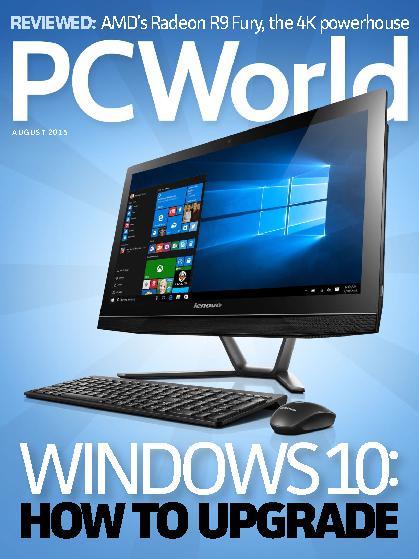 REVIEWED: AMD's Radeon R9 Fury, the 4K powerhouse
PCWorld
AUGUST 2015
lenovo
WINDOWS 10:
HOW TO UPGRADE